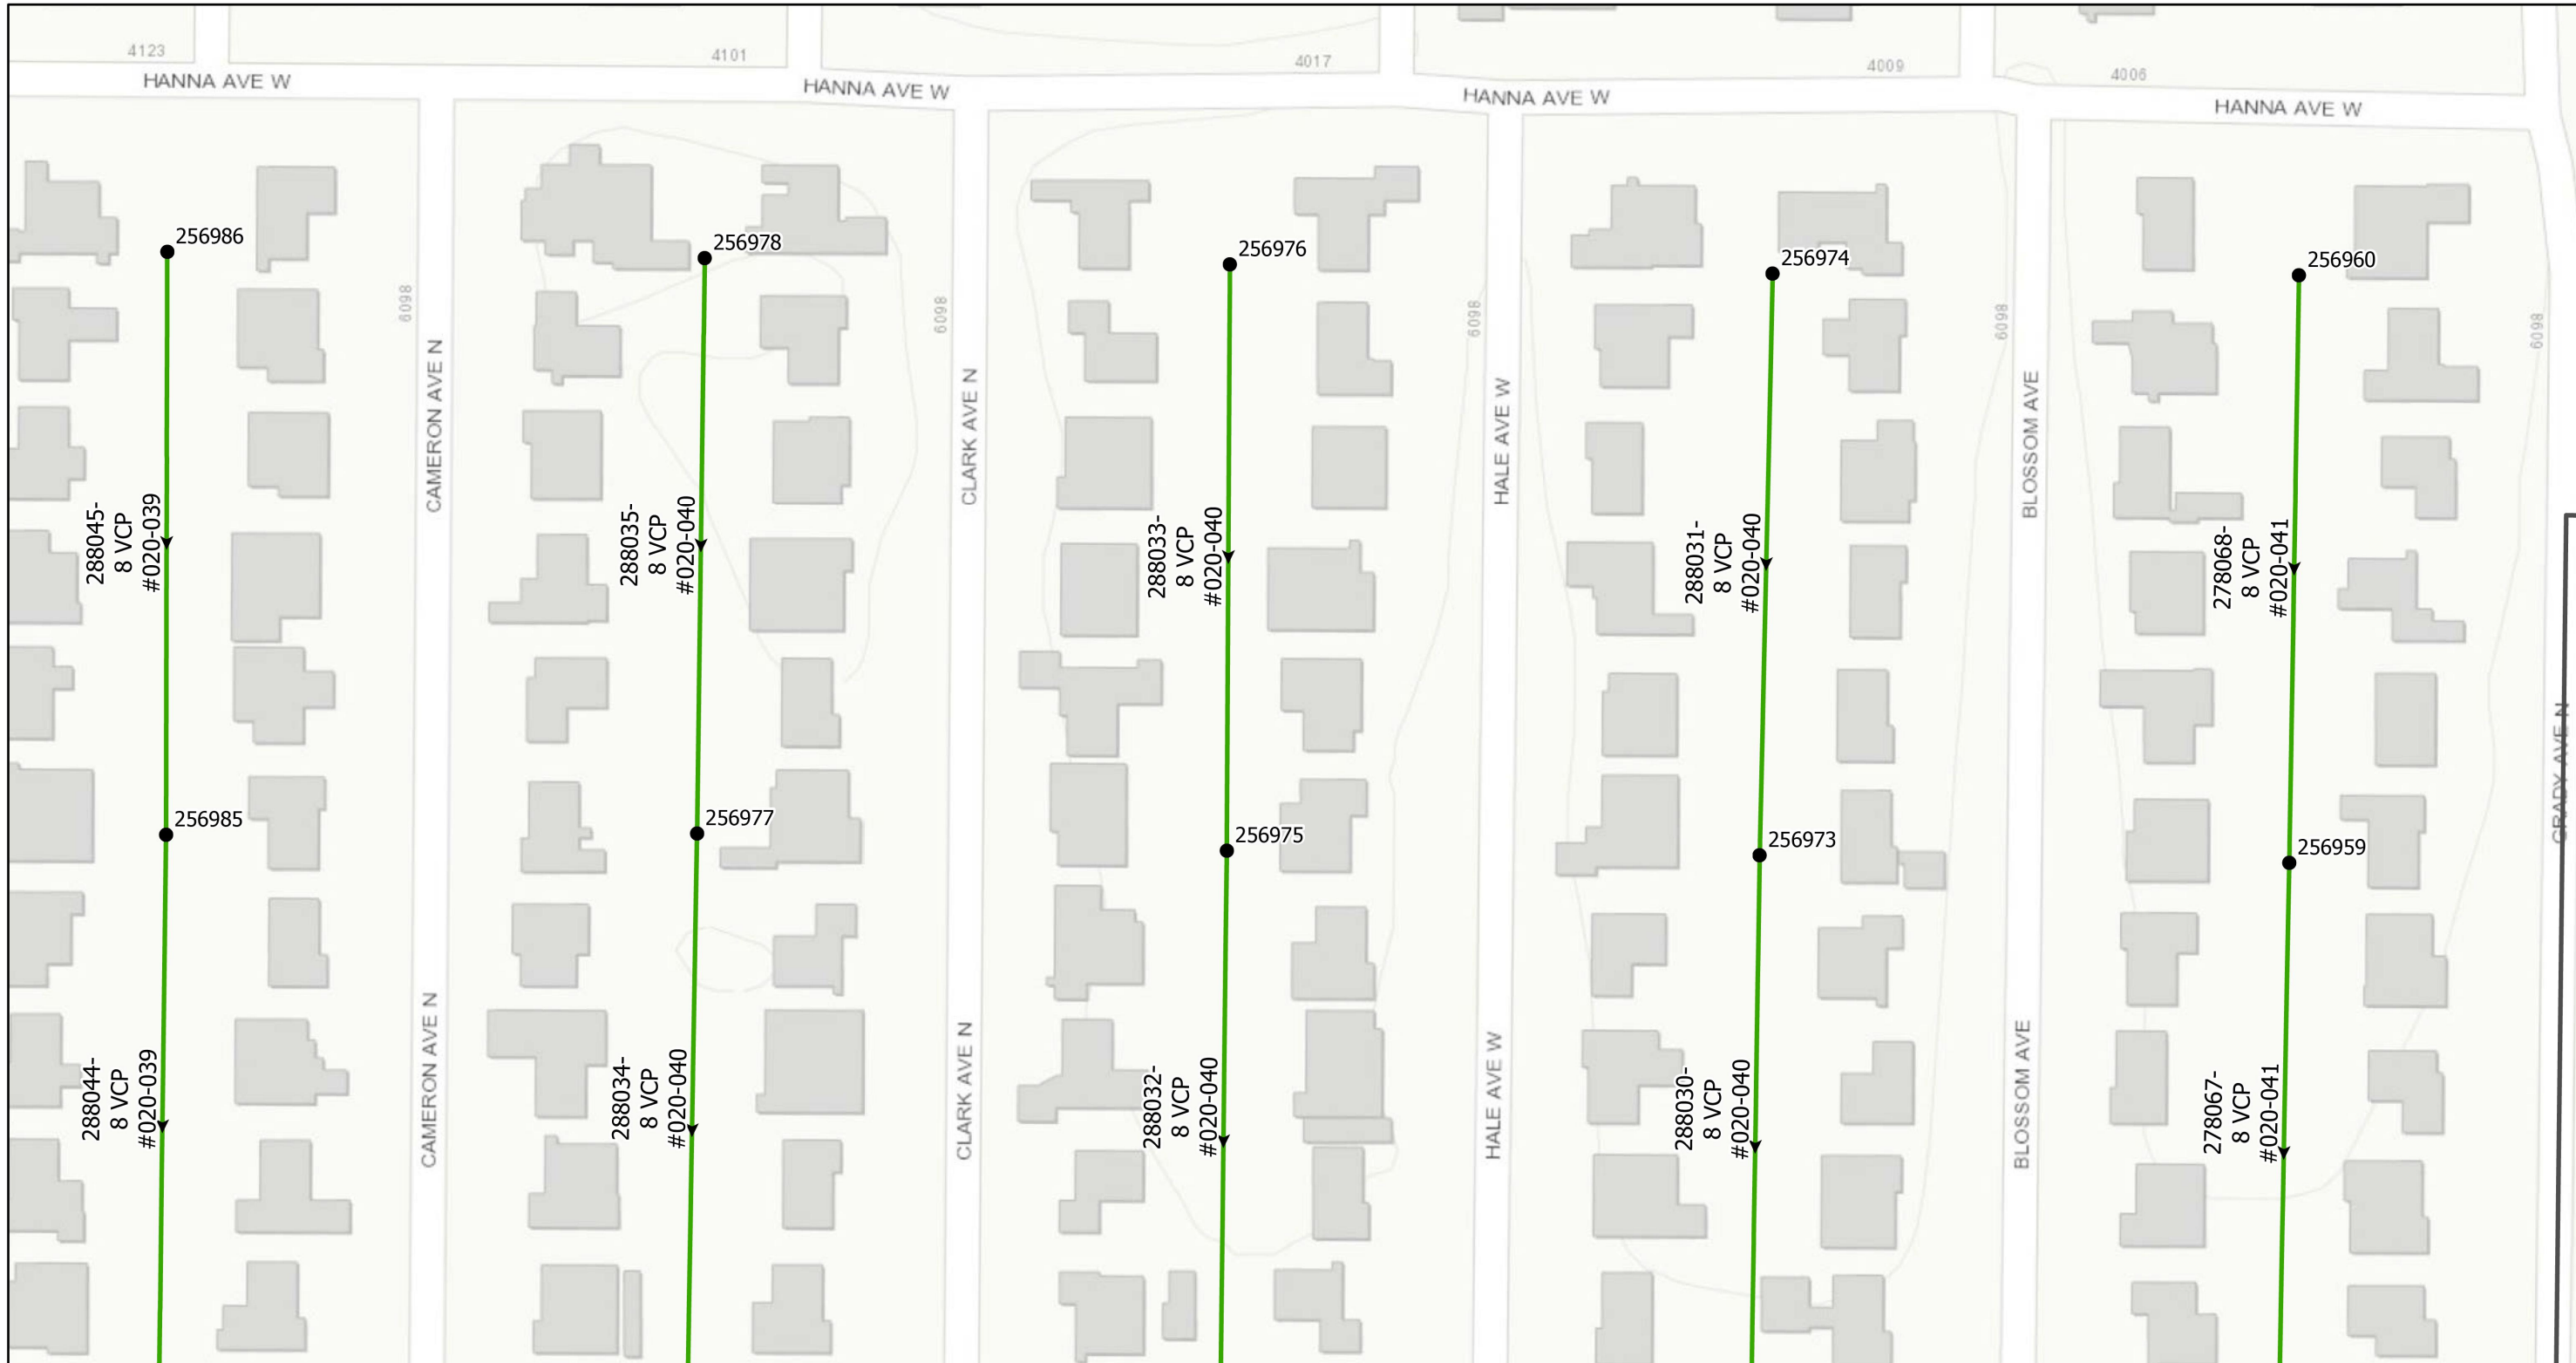 4123
4101
4017
4009
4006
HANNA AVE W
HANNA AVE W
HANNA AVE W
HANNA AVE W
256986
256978
256976
256974
256960
6098
6098
6098
6098
6098
CAMERON AVE N
CLARK AVE N
HALE AVE W
BLOSSOM AVE
288045-
8 VCP
#020-039
288035-
8 VCP
#020-040
288033-
8 VCP
#020-040
288031-
8 VCP
#020-040
278068-
8 VCP
#020-041
GRADY AVE N
256985
256977
256975
256973
256959
288044-
8 VCP
#020-039
CAMERON AVE N
288034-
8 VCP
#020-040
CLARK AVE N
288032-
8 VCP
#020-040
HALE AVE W
288030-
8 VCP
#020-040
BLOSSOM AVE
278067-
8 VCP
#020-041